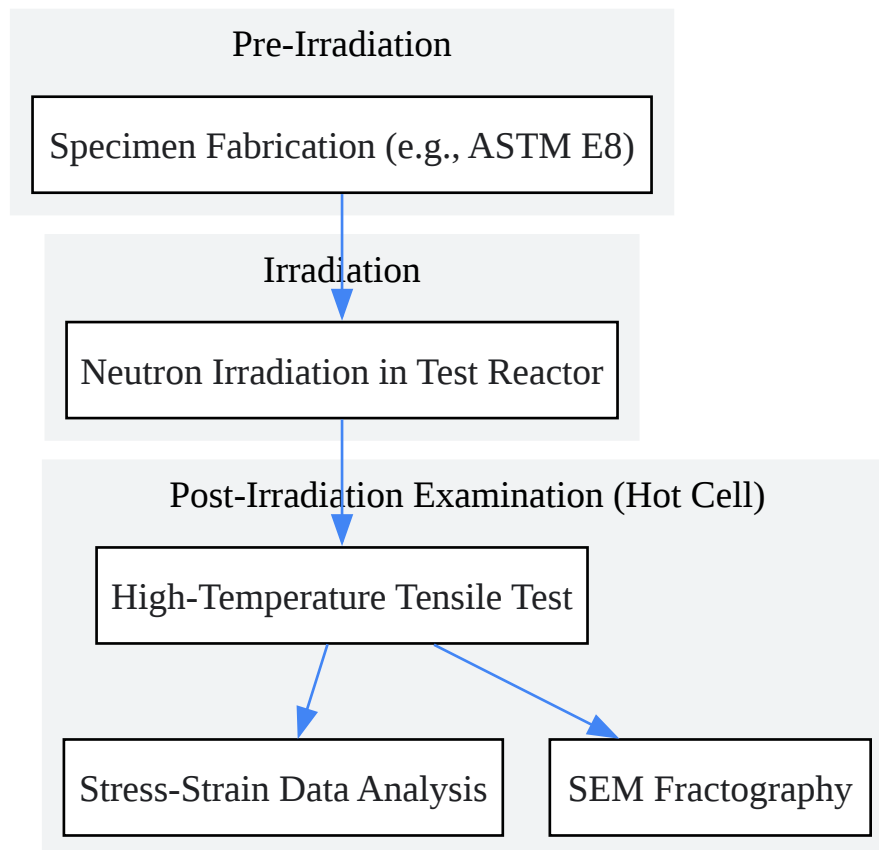 Pre-Irradiation
Specimen Fabrication (e.g., ASTM E8)
Irradiation
Neutron Irradiation in Test Reactor
Post-Irradiation Examination (Hot Cell)
High-Temperature Tensile Test
Stress-Strain Data Analysis
SEM Fractography